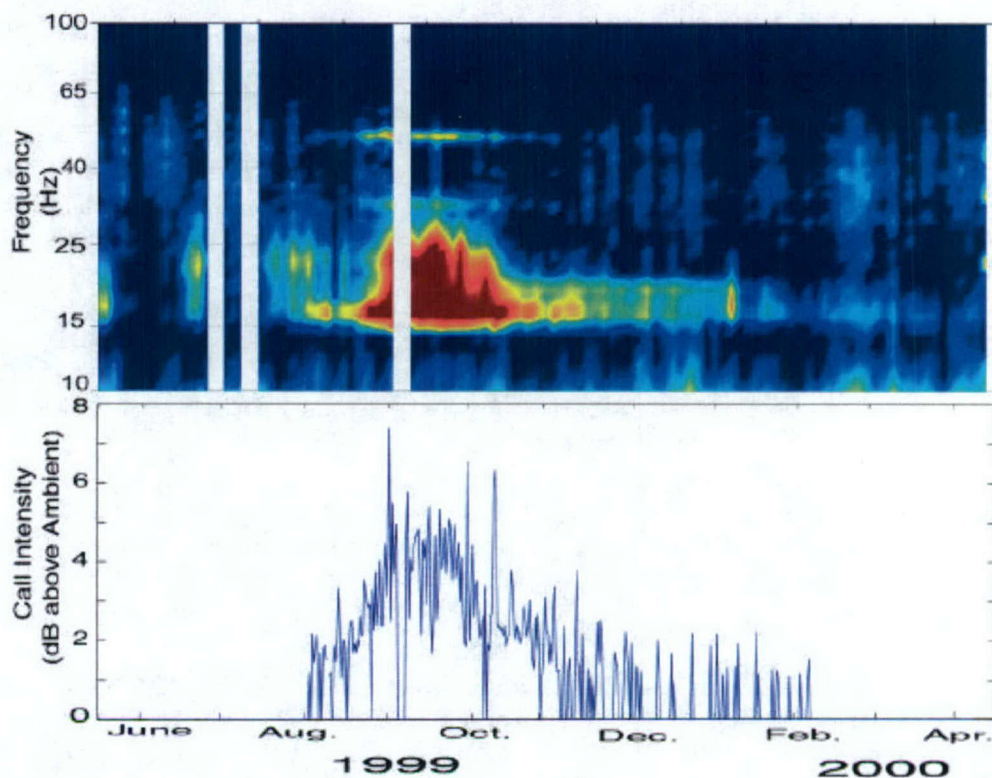 100
65
40
25
15
10
Frequency
(Hz)
8
6
4
2
0
Call Intensity
(dB above Ambient)
June Aug. Oct. Dec. Feb. Apr.
1999 2000